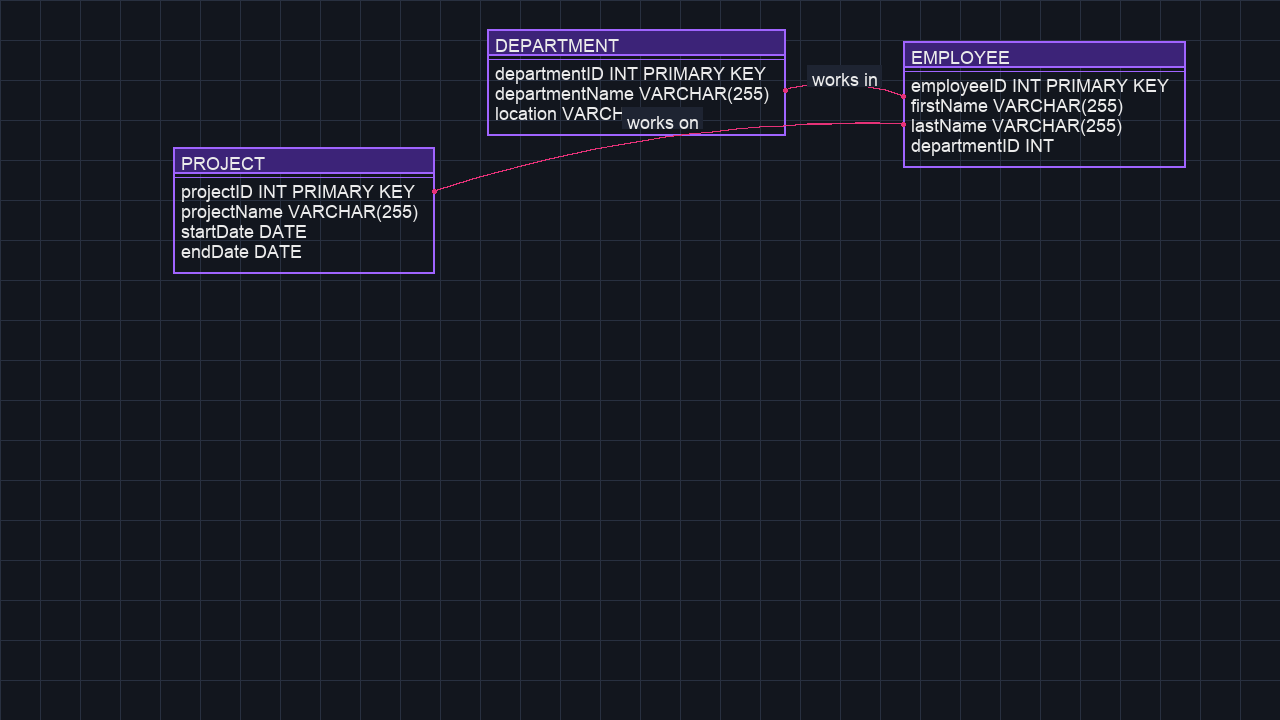 DEPARTMENT
departmentID INT PRIMARY KEY
departmentName VARCHAR(255)
location
works in
works on
EMPLOYEE
employeeID INT PRIMARY KEY
firstName VARCHAR(255)
lastName VARCHAR(255)
departmentID INT
PROJECT
projectID INT PRIMARY KEY
projectName VARCHAR(255)
startDate DATE
endDate DATE